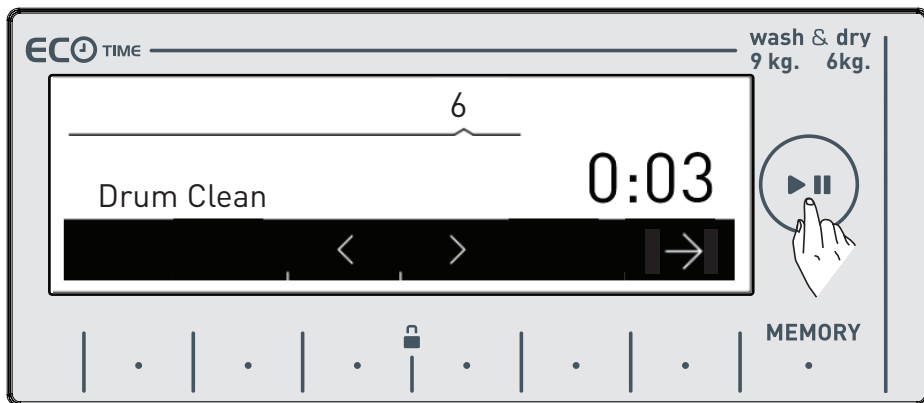 ECO TIME
wash & dry
9 kg. 6kg.
6
Drum Clean
0:03
MEMORY